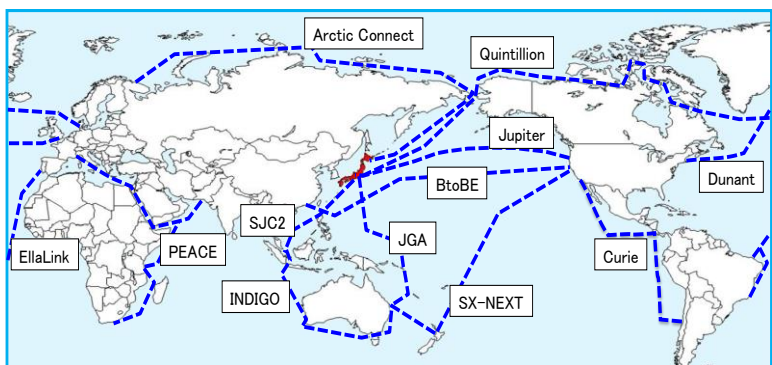 Arctic Connect
Quintillion
Jupiter
BtoBE
Dunant
SJC2
JGA
EllaLink
PEACE
Curie
INDIGO
SX-NEXT